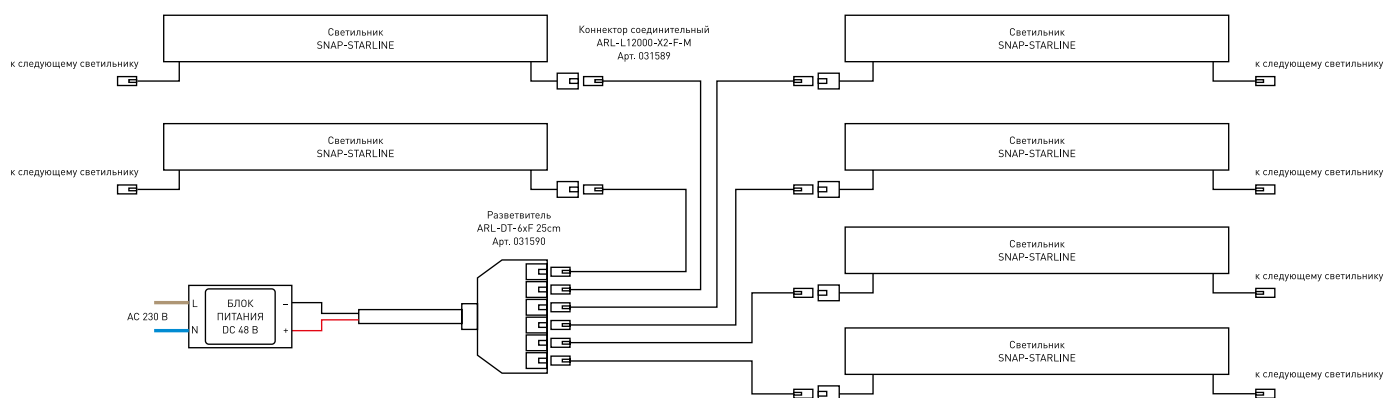 Светильник
SNAP-STARLINE
к следующему светильнику
Коннектор соединительный
ARL-L12000-X2-F-M
Арт. 031589
Светильник
SNAP-STARLINE
к следующему светильнику
Светильник
SNAP-STARLINE
к следующему светильнику
Светильник
SNAP-STARLINE
к следующему светильнику
Разветвитель
ARL-DT-6xF 25cm
Арт. 031590
Светильник
SNAP-STARLINE
к следующему светильнику
AC 230 В
L
N
БЛОК
ПИТАНИЯ
DC 48 В
–
+
Светильник
SNAP-STARLINE
к следующему светильнику